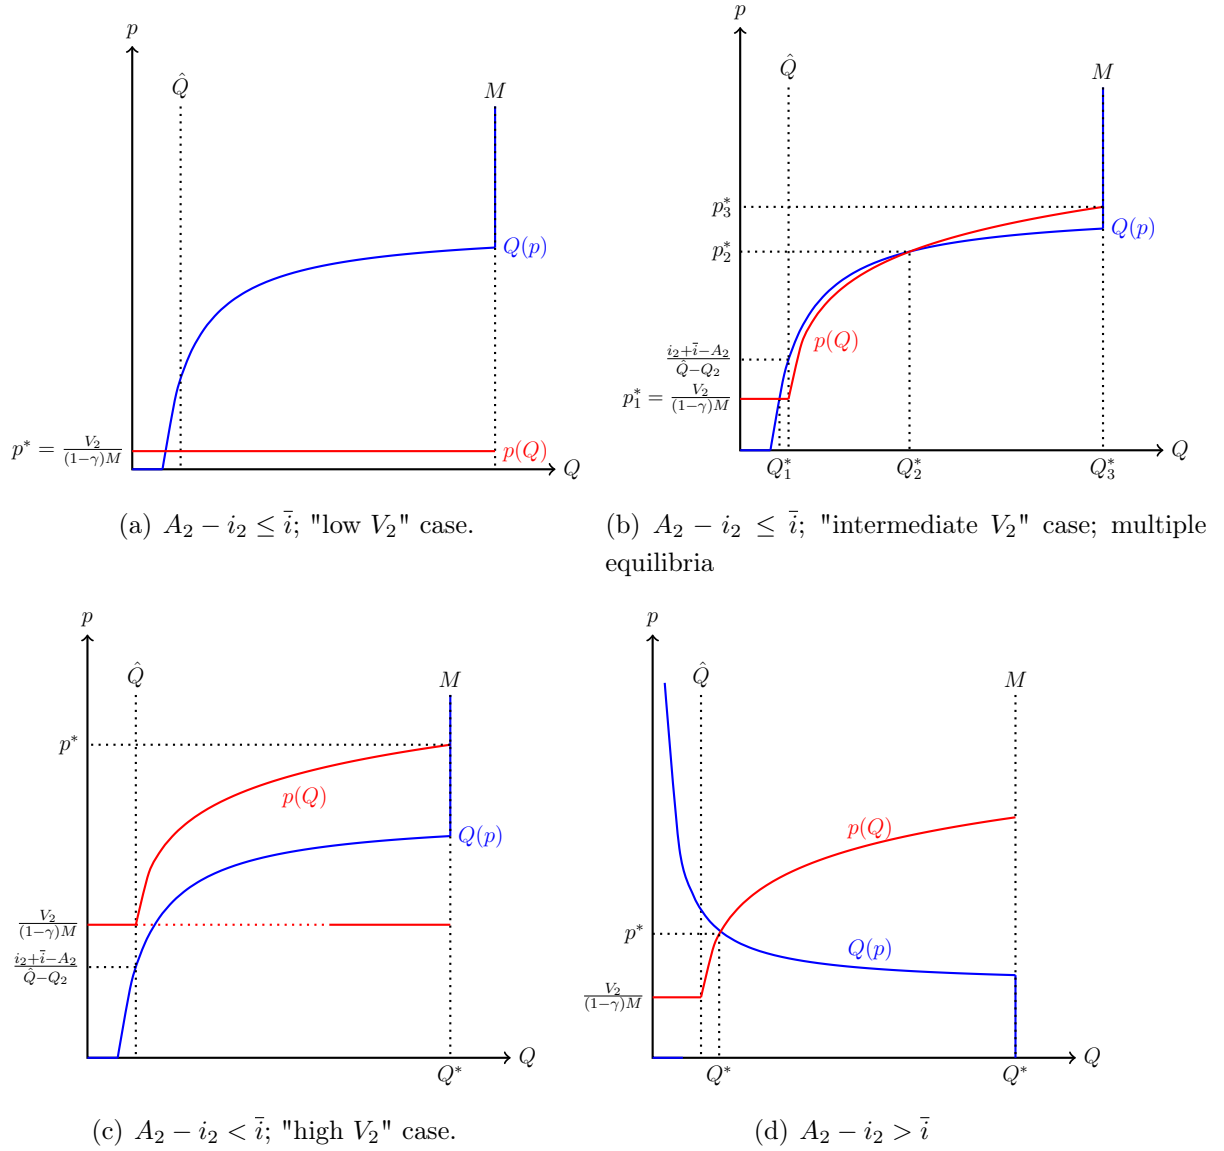 p
Q̂
M
Q(p)
p* = V₂/((1−γ)M)
p(Q)
Q
(a) A₂ − i₂ ≤ i̅; "low V₂" case.
p
Q̂
M
p₃*
Q(p)
p₂*
p(Q)
(i₂+i̅−A₂)/(Q̂−Q₂)
p₁* = V₂/((1−γ)M)
Q
Q₁*
Q₂*
Q₃*
(b) A₂ − i₂ ≤ i̅; "intermediate V₂" case; multiple
equilibria
p
Q̂
M
p*
p(Q)
Q(p)
V₂/((1−γ)M)
(i₂+i̅−A₂)/(Q̂−Q₂)
Q
Q*
(c) A₂ − i₂ < i̅; "high V₂" case.
p
Q̂
M
p(Q)
p*
Q(p)
V₂/((1−γ)M)
Q
Q*
Q*
(d) A₂ − i₂ > i̅